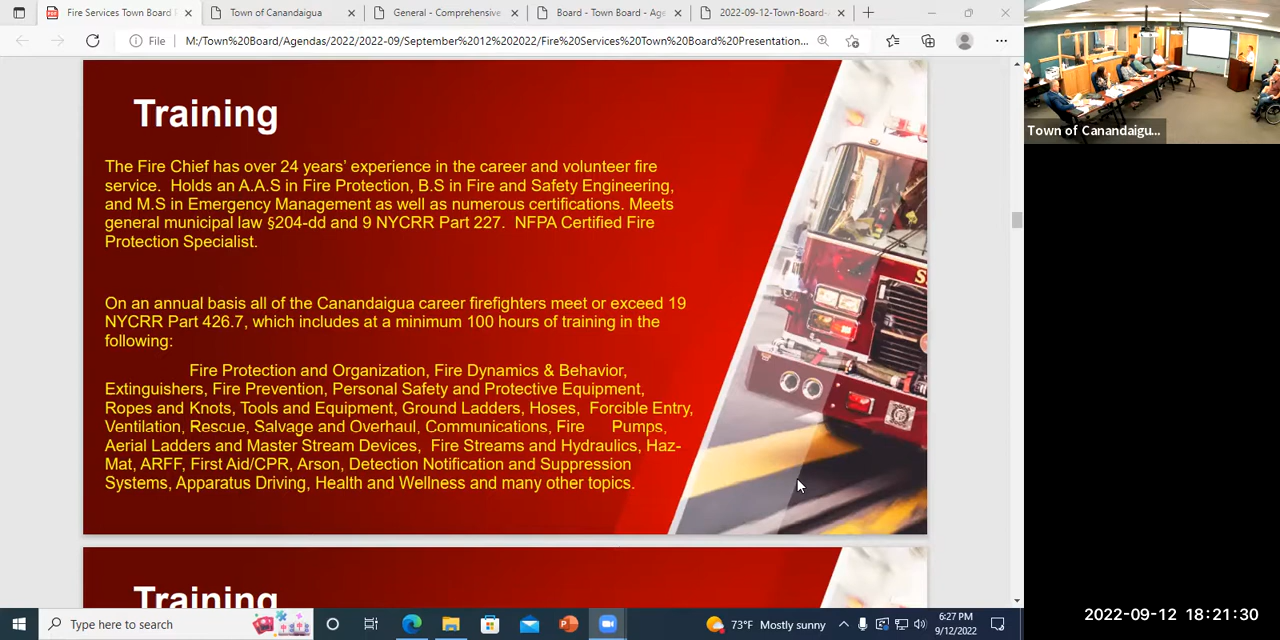 Fire Services Town Board P
Town of Canandaigua
General - Comprehensive
Board - Town Board - Age
2022-09-12-Town-Board-
File
M:/Town%20Board/Agendas/2022/2022-09/September%2012%202022/Fire%20Services%20Town%20Board%20Presentation...
Town of Canandaigu...
Training
The Fire Chief has over 24 years' experience in the career and volunteer fire
service. Holds an A.A.S in Fire Protection, B.S in Fire and Safety Engineering,
and M.S in Emergency Management as well as numerous certifications. Meets
general municipal law §204-dd and 9 NYCRR Part 227. NFPA Certified Fire
Protection Specialist.
On an annual basis all of the Canandaigua career firefighters meet or exceed 19
NYCRR Part 426.7, which includes at a minimum 100 hours of training in the
following:
Fire Protection and Organization, Fire Dynamics & Behavior,
Extinguishers, Fire Prevention, Personal Safety and Protective Equipment,
Ropes and Knots, Tools and Equipment, Ground Ladders, Hoses, Forcible Entry,
Ventilation, Rescue, Salvage and Overhaul, Communications, Fire Pumps,
Aerial Ladders and Master Stream Devices, Fire Streams and Hydraulics, Haz-
Mat, ARFF, First Aid/CPR, Arson, Detection Notification and Suppression
Systems, Apparatus Driving, Health and Wellness and many other topics.
Training
Type here to search
73°F Mostly sunny
6:27 PM
9/12/2022
2022-09-12 18:21:30